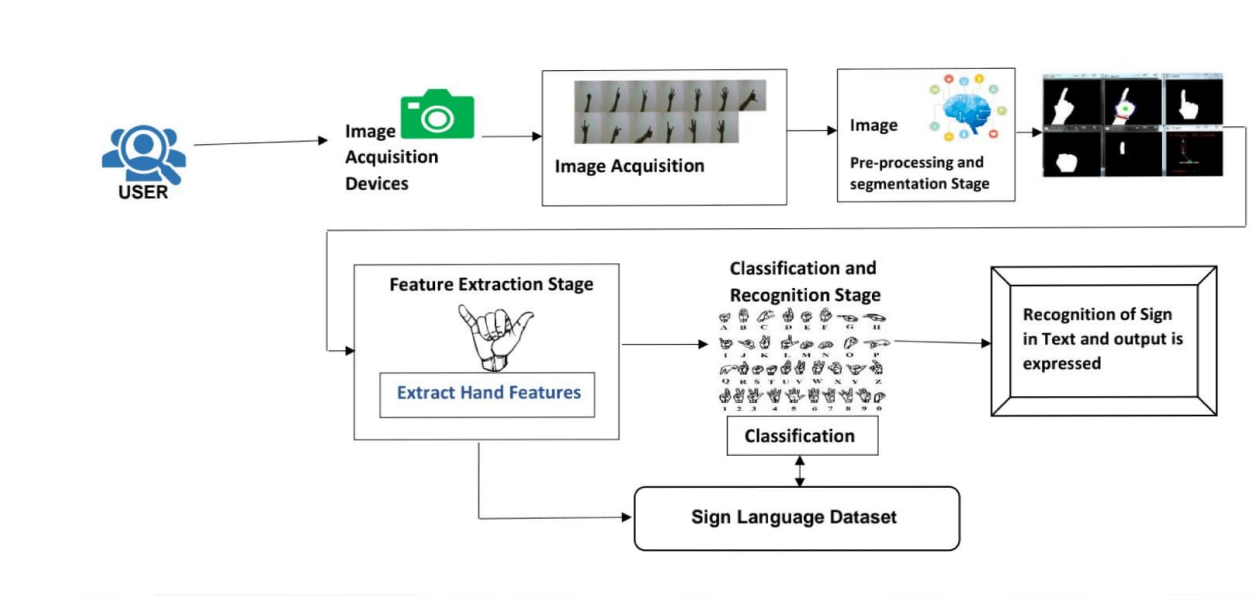 USER
Image
Acquisition
Devices
Image Acquisition
Image
Pre-processing and
segmentation Stage
Feature Extraction Stage
Extract Hand Features
Classification and
Recognition Stage
A B C D E F G H
I J K L M N O P
Q R S T U V W X Y Z
1 2 3 4 5 6 7 8 9 0
Classification
Recognition of Sign
in Text and output is
expressed
Sign Language Dataset